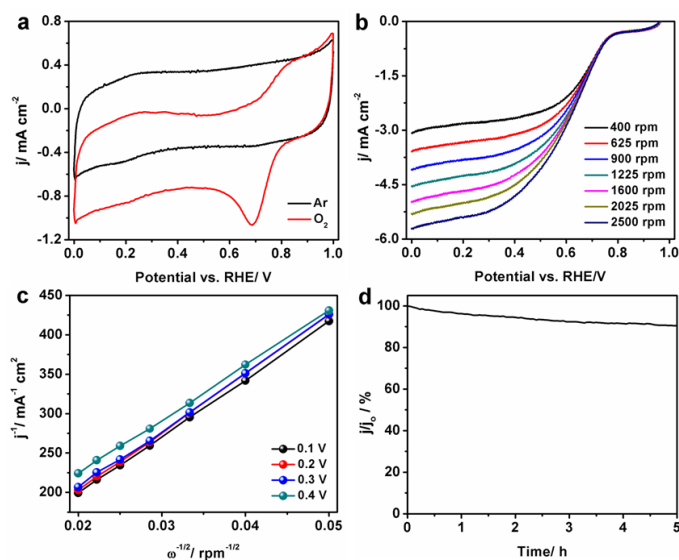 a
0.8
0.4
0.0
-0.4
-0.8
-1.2
j/ mA cm-2
Ar
O2
0.0 0.2 0.4 0.6 0.8 1.0
Potential vs. RHE/ V
b
0.0
-1.5
-3.0
-4.5
-6.0
j/ mA cm-2
400 rpm
625 rpm
900 rpm
1225 rpm
1600 rpm
2025 rpm
2500 rpm
0.0 0.2 0.4 0.6 0.8 1.0
Potential vs. RHE/V
c
450
400
350
300
250
200
j-1/ mA-1 cm2
0.1 V
0.2 V
0.3 V
0.4 V
0.02 0.03 0.04 0.05
ω-1/2/ rpm-1/2
d
100
80
60
40
20
0
j/jo / %
0 1 2 3 4 5
Time/ h